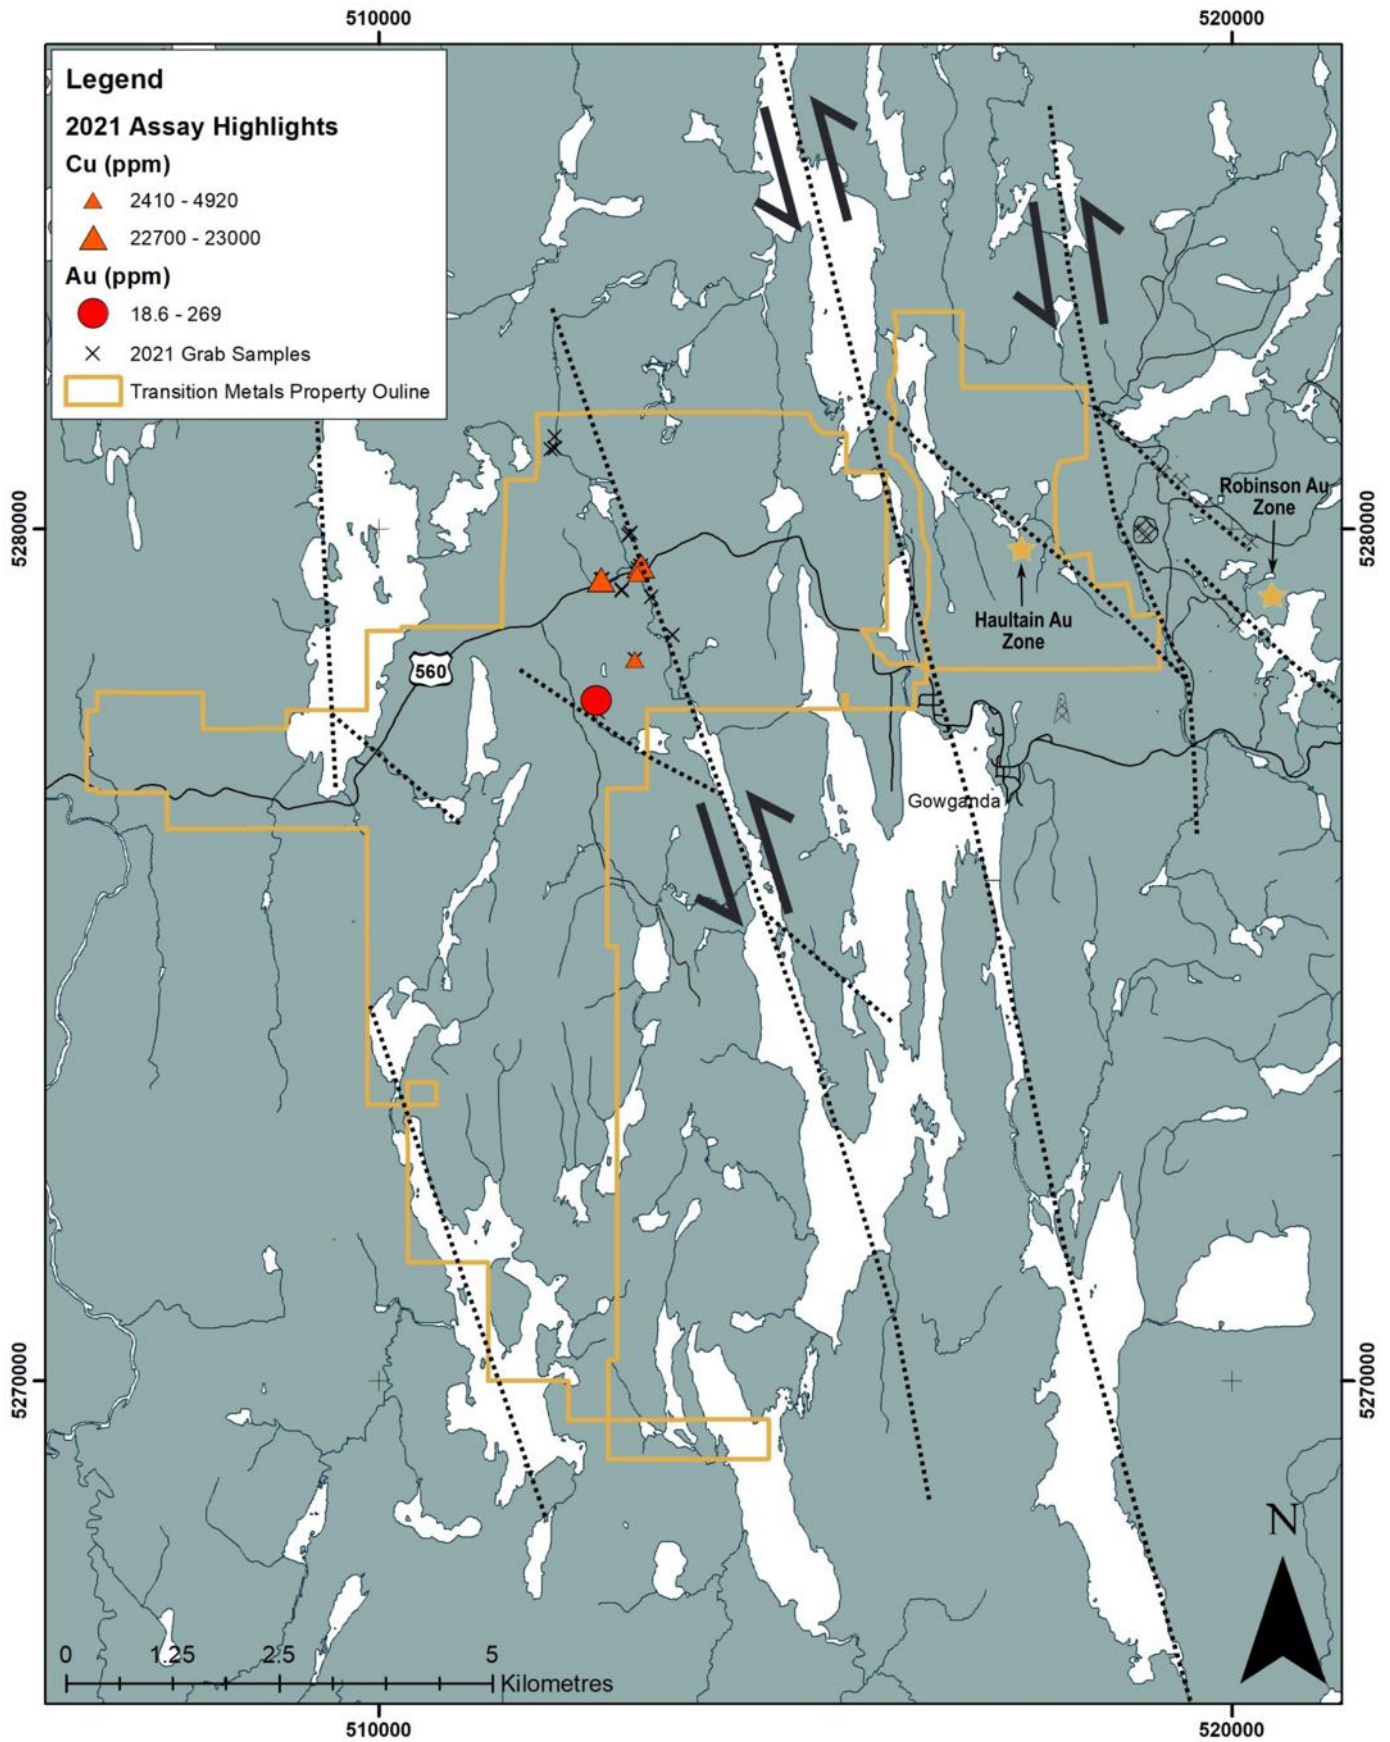 510000
520000
Legend
2021 Assay Highlights
Cu (ppm)
2410 - 4920
22700 - 23000
Au (ppm)
18.6 - 269
2021 Grab Samples
Transition Metals Property Ouline
5280000
5280000
Robinson Au
Zone
Haultain Au
Zone
560
Gowganda
5270000
5270000
N
0
1.25
2.5
5
Kilometres
510000
520000